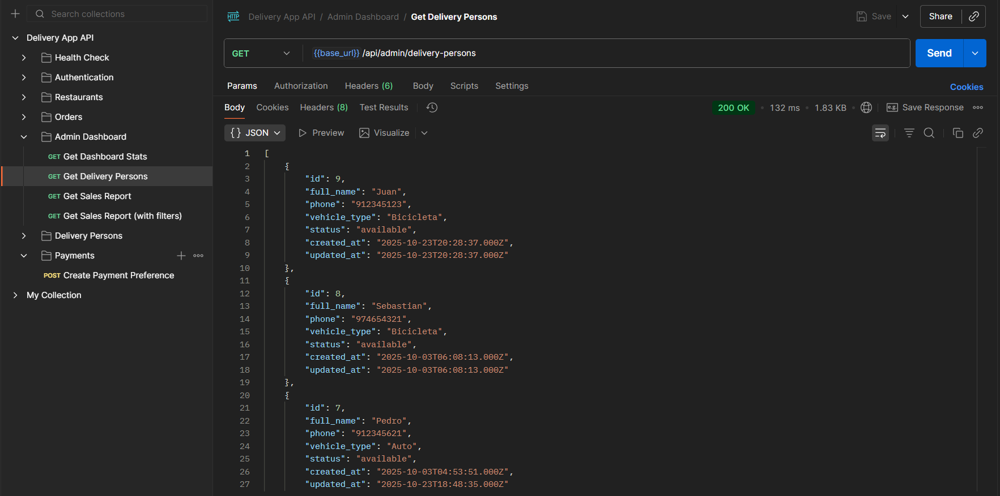 Search collections
Delivery App API
Health Check
Authentication
Restaurants
Orders
Admin Dashboard
GET Get Dashboard Stats
GET Get Delivery Persons
GET Get Sales Report
GET Get Sales Report (with filters)
Delivery Persons
Payments
POST Create Payment Preference
My Collection
HTTP Delivery App API / Admin Dashboard / Get Delivery Persons
Save
Share
GET {{base_url}} /api/admin/delivery-persons
Send
Params Authorization Headers (6) Body Scripts Settings
Cookies
Body Cookies Headers (8) Test Results
200 OK • 132 ms • 1.83 KB • e.g. Save Response
{} JSON Preview Visualize
1 [
2 {
3 "id": 9,
4 "full_name": "Juan",
5 "phone": "912345123",
6 "vehicle_type": "Bicicleta",
7 "status": "available",
8 "created_at": "2025-10-23T20:28:37.000Z",
9 "updated_at": "2025-10-23T20:28:37.000Z"
10 },
11 {
12 "id": 8,
13 "full_name": "Sebastian",
14 "phone": "974654321",
15 "vehicle_type": "Bicicleta",
16 "status": "available",
17 "created_at": "2025-10-03T06:08:13.000Z",
18 "updated_at": "2025-10-03T06:08:13.000Z"
19 },
20 {
21 "id": 7,
22 "full_name": "Pedro",
23 "phone": "912345621",
24 "vehicle_type": "Auto",
25 "status": "available",
26 "created_at": "2025-10-03T04:53:51.000Z",
27 "updated_at": "2025-10-23T18:48:35.000Z"